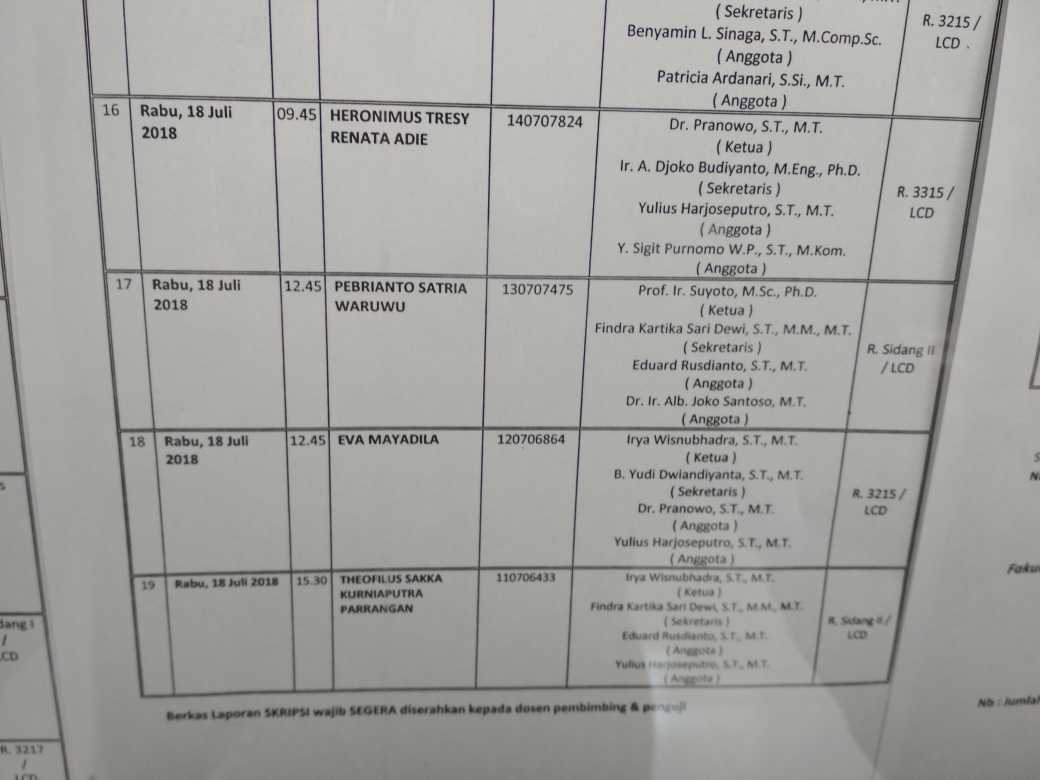 ( Sekretaris )
Benyamin L. Sinaga, S.T., M.Comp.Sc.
( Anggota )
Patricia Ardanari, S.Si., M.T.
( Anggota )
R. 3215 /
LCD
16
Rabu, 18 Juli
2018
09.45
HERONIMUS TRESY
RENATA ADIE
140707824
Dr. Pranowo, S.T., M.T.
( Ketua )
Ir. A. Djoko Budiyanto, M.Eng., Ph.D.
( Sekretaris )
Yulius Harjoseputro, S.T., M.T.
( Anggota )
Y. Sigit Purnomo W.P., S.T., M.Kom.
( Anggota )
R. 3315 /
LCD
17
Rabu, 18 Juli
2018
12.45
PEBRIANTO SATRIA
WARUWU
130707475
Prof. Ir. Suyoto, M.Sc., Ph.D.
( Ketua )
Findra Kartika Sari Dewi, S.T., M.M., M.T.
( Sekretaris )
Eduard Rusdianto, S.T., M.T.
( Anggota )
Dr. Ir. Alb. Joko Santoso, M.T.
( Anggota )
R. Sidang II
/ LCD
18
Rabu, 18 Juli
2018
12.45
EVA MAYADILA
120706864
Irya Wisnubhadra, S.T., M.T.
( Ketua )
B. Yudi Dwiandiyanta, S.T., M.T.
( Sekretaris )
Dr. Pranowo, S.T., M.T.
( Anggota )
Yulius Harjoseputro, S.T., M.T.
( Anggota )
R. 3215 /
LCD
19
Rabu, 18 Juli 2018
15.30
THEOFILUS SAKKA
KURNIAPUTRA
PARRANGAN
110706433
Irya Wisnubhadra, S.T., M.T.
( Ketua )
Findra Kartika Sari Dewi, S.T., M.M., M.T.
( Sekretaris )
Eduard Rusdianto, S.T., M.T.
( Anggota )
Yulius Harjoseputro, S.T., M.T.
( Anggota )
R. Sidang II /
LCD
Berkas Laporan SKRIPSI wajib SEGERA diserahkan kepada dosen pembimbing & penguji
R. 3217
/
LCD
Nb : Jumlah